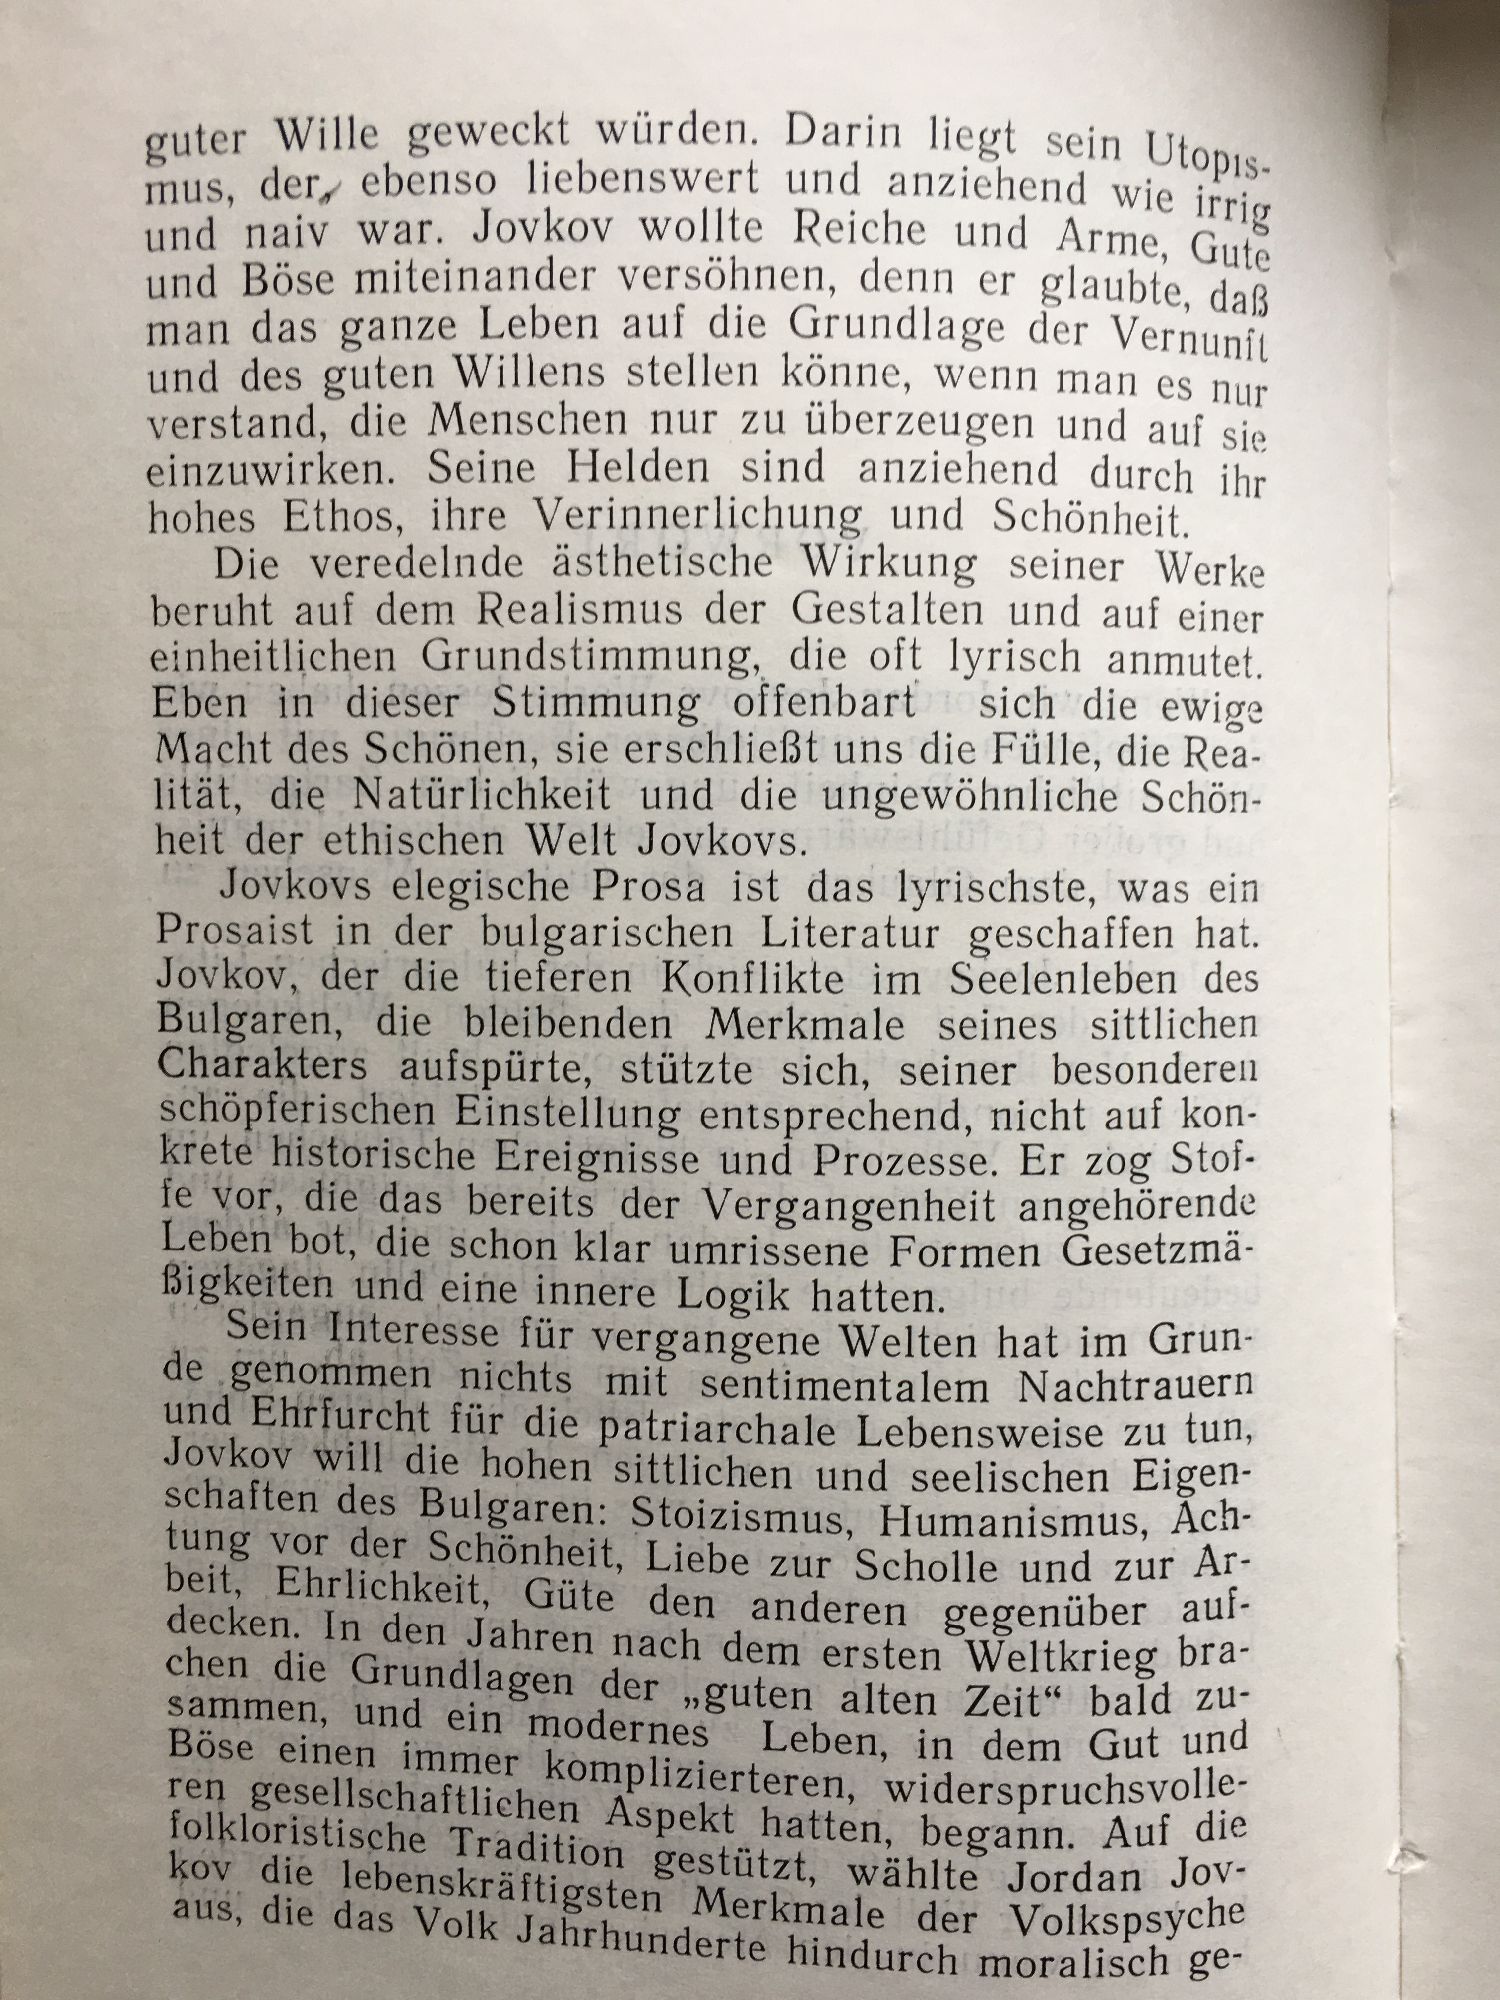 guter Wille geweckt würden. Darin liegt sein Utopis-
mus, der, ebenso liebenswert und anziehend wie irrig
und naiv war. Jovkov wollte Reiche und Arme, Gute
und Böse miteinander versöhnen, denn er glaubte, daß
man das ganze Leben auf die Grundlage der Vernunft
und des guten Willens stellen könne, wenn man es nur
verstand, die Menschen nur zu überzeugen und auf sie
einzuwirken. Seine Helden sind anziehend durch ihr
hohes Ethos, ihre Verinnerlichung und Schönheit.
Die veredelnde ästhetische Wirkung seiner Werke
beruht auf dem Realismus der Gestalten und auf einer
einheitlichen Grundstimmung, die oft lyrisch anmutet.
Eben in dieser Stimmung offenbart sich die ewige
Macht des Schönen, sie erschließt uns die Fülle, die Rea-
lität, die Natürlichkeit und die ungewöhnliche Schön-
heit der ethischen Welt Jovkovs.
Jovkovs elegische Prosa ist das lyrischste, was ein
Prosaist in der bulgarischen Literatur geschaffen hat.
Jovkov, der die tieferen Konflikte im Seelenleben des
Bulgaren, die bleibenden Merkmale seines sittlichen
Charakters aufspürte, stützte sich, seiner besonderen
schöpferischen Einstellung entsprechend, nicht auf kon-
krete historische Ereignisse und Prozesse. Er zog Stof-
fe vor, die das bereits der Vergangenheit angehörende
Leben bot, die schon klar umrissene Formen Gesetzmä-
ßigkeiten und eine innere Logik hatten.
Sein Interesse für vergangene Welten hat im Grun-
de genommen nichts mit sentimentalem Nachtrauern
und Ehrfurcht für die patriarchale Lebensweise zu tun,
Jovkov will die hohen sittlichen und seelischen Eigen-
schaften des Bulgaren: Stoizismus, Humanismus, Ach-
tung vor der Schönheit, Liebe zur Scholle und zur Ar-
beit, Ehrlichkeit, Güte den anderen gegenüber auf-
decken. In den Jahren nach dem ersten Weltkrieg bra-
chen die Grundlagen der „guten alten Zeit“ bald zu-
sammen, und ein modernes Leben, in dem Gut und
Böse einen immer komplizierteren, widerspruchsvolle-
ren gesellschaftlichen Aspekt hatten, begann. Auf die
folkloristische Tradition gestützt, wählte Jordan Jov-
kov die lebenskräftigsten Merkmale der Volkspsyche
aus, die das Volk Jahrhunderte hindurch moralisch ge-